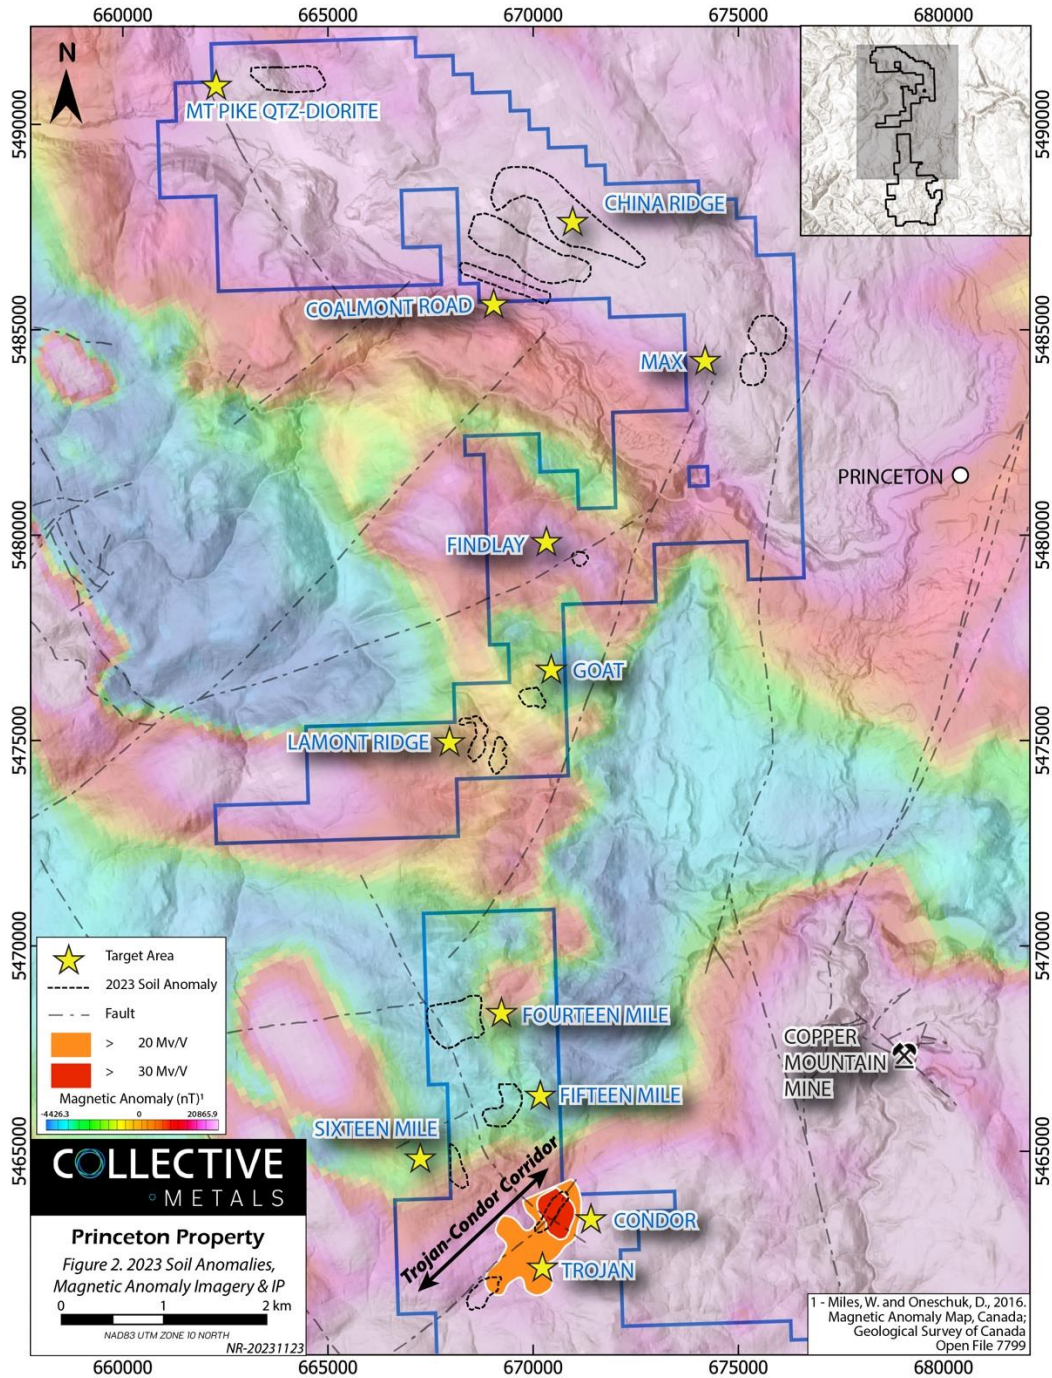 660000 665000 670000 675000 680000
N
MT PIKE QTZ-DIORITE
5490000
5490000
CHINA RIDGE
COALMONT ROAD
5485000
5485000
MAX
PRINCETON
5480000
5480000
FINDLAY
GOAT
5475000
5475000
LAMONT RIDGE
5470000
5470000
FOURTEEN MILE
COPPER
MOUNTAIN
MINE
FIFTEEN MILE
SIXTEEN MILE
5465000
5465000
Trojan-Condor Corridor
CONDOR
TROJAN
Target Area
2023 Soil Anomaly
Fault
> 20 Mv/V
> 30 Mv/V
Magnetic Anomaly (nT)¹
-4426.3 0 20865.9
COLLECTIVE
METALS
Princeton Property
Figure 2. 2023 Soil Anomalies,
Magnetic Anomaly Imagery & IP
0 1 2 km
NAD83 UTM ZONE 10 NORTH
NR-20231123
1 - Miles, W. and Oneschuk, D., 2016.
Magnetic Anomaly Map, Canada;
Geological Survey of Canada
Open File 7799
660000 665000 670000 675000 680000